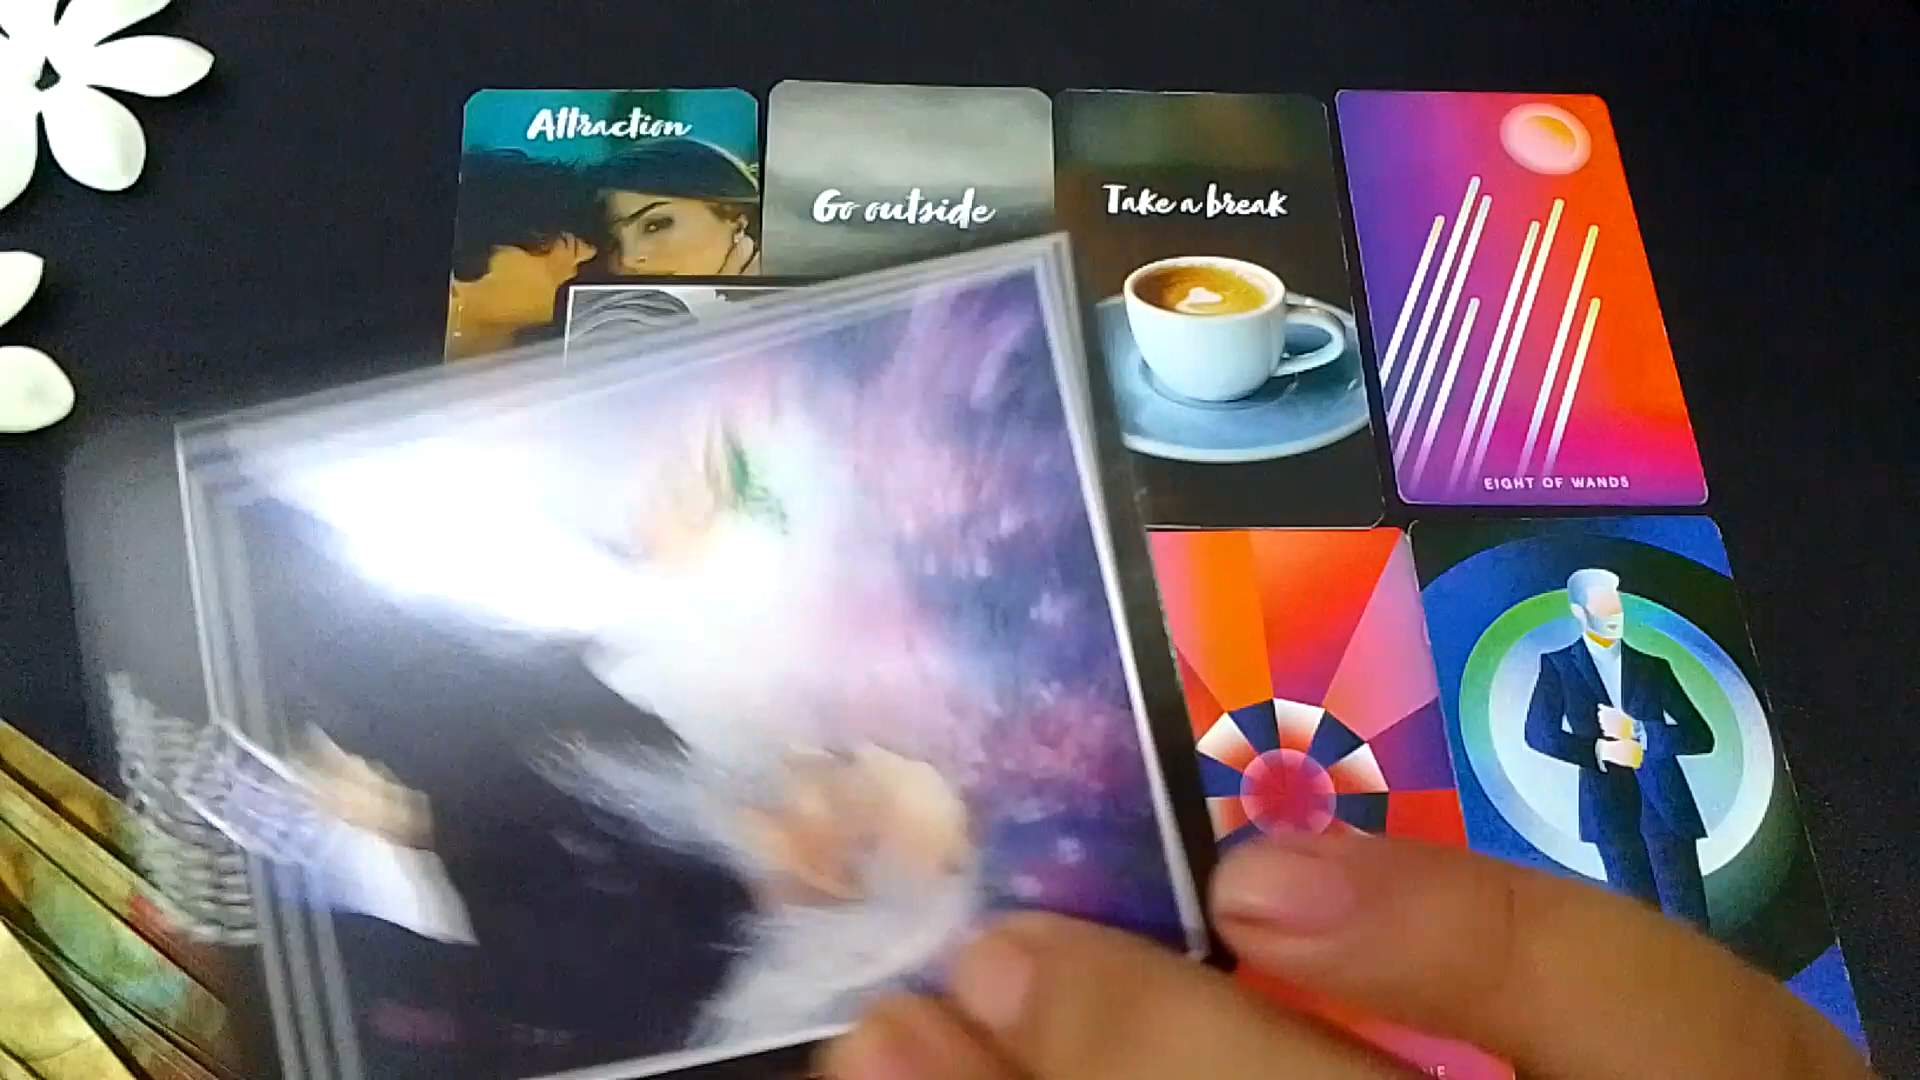 Attraction
Go outside
Take a break
EIGHT OF WANDS